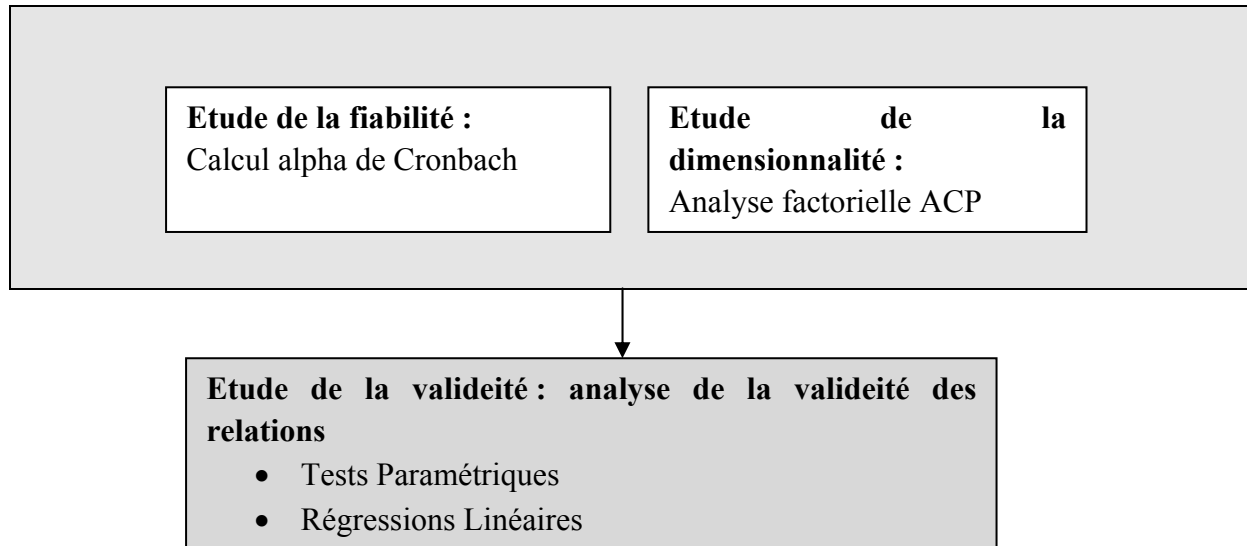 Etude de la fiabilité :
Calcul alpha de Cronbach
Etude de la
dimensionnalité :
Analyse factorielle ACP
Etude de la valideité : analyse de la valideité des
relations
• Tests Paramétriques
• Régressions Linéaires